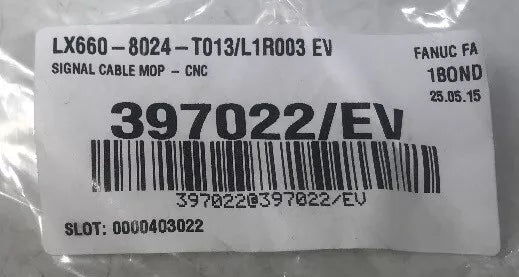 LX660-8024-T013/L1R003 EV
SIGNAL CABLE MOP - CNC
FANUC FA
1BOND
25.05.15
397022/EV
397022@397022/EV
SLOT: 0000403022